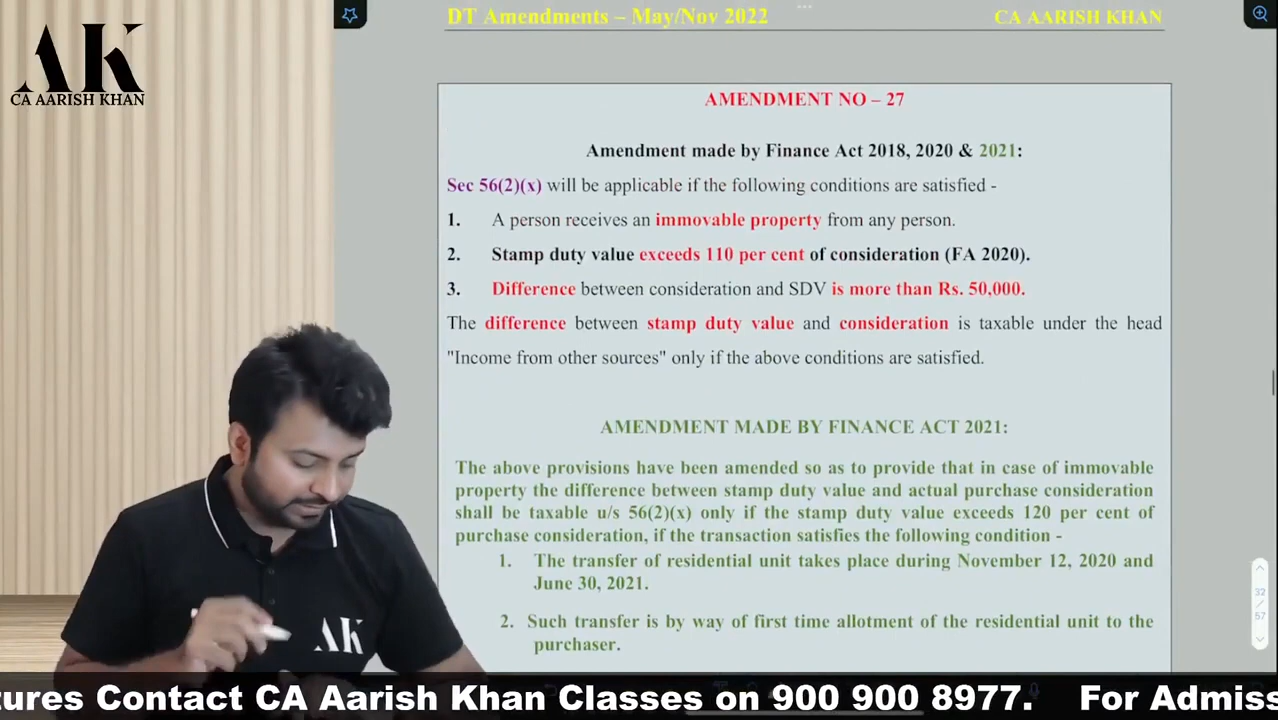 AK
CA AARISH KHAN
DT Amendments – May/Nov 2022
CA AARISH KHAN
AMENDMENT NO – 27
Amendment made by Finance Act 2018, 2020 & 2021:
Sec 56(2)(x) will be applicable if the following conditions are satisfied -
1. A person receives an immovable property from any person.
2. Stamp duty value exceeds 110 per cent of consideration (FA 2020).
3. Difference between consideration and SDV is more than Rs. 50,000.
The difference between stamp duty value and consideration is taxable under the head
"Income from other sources" only if the above conditions are satisfied.
AMENDMENT MADE BY FINANCE ACT 2021:
The above provisions have been amended so as to provide that in case of immovable
property the difference between stamp duty value and actual purchase consideration
shall be taxable u/s 56(2)(x) only if the stamp duty value exceeds 120 per cent of
purchase consideration, if the transaction satisfies the following condition -
1. The transfer of residential unit takes place during November 12, 2020 and
June 30, 2021.
2. Such transfer is by way of first time allotment of the residential unit to the
purchaser.
32
/
57
AK
tures Contact CA Aarish Khan Classes on 900 900 8977. For Admiss